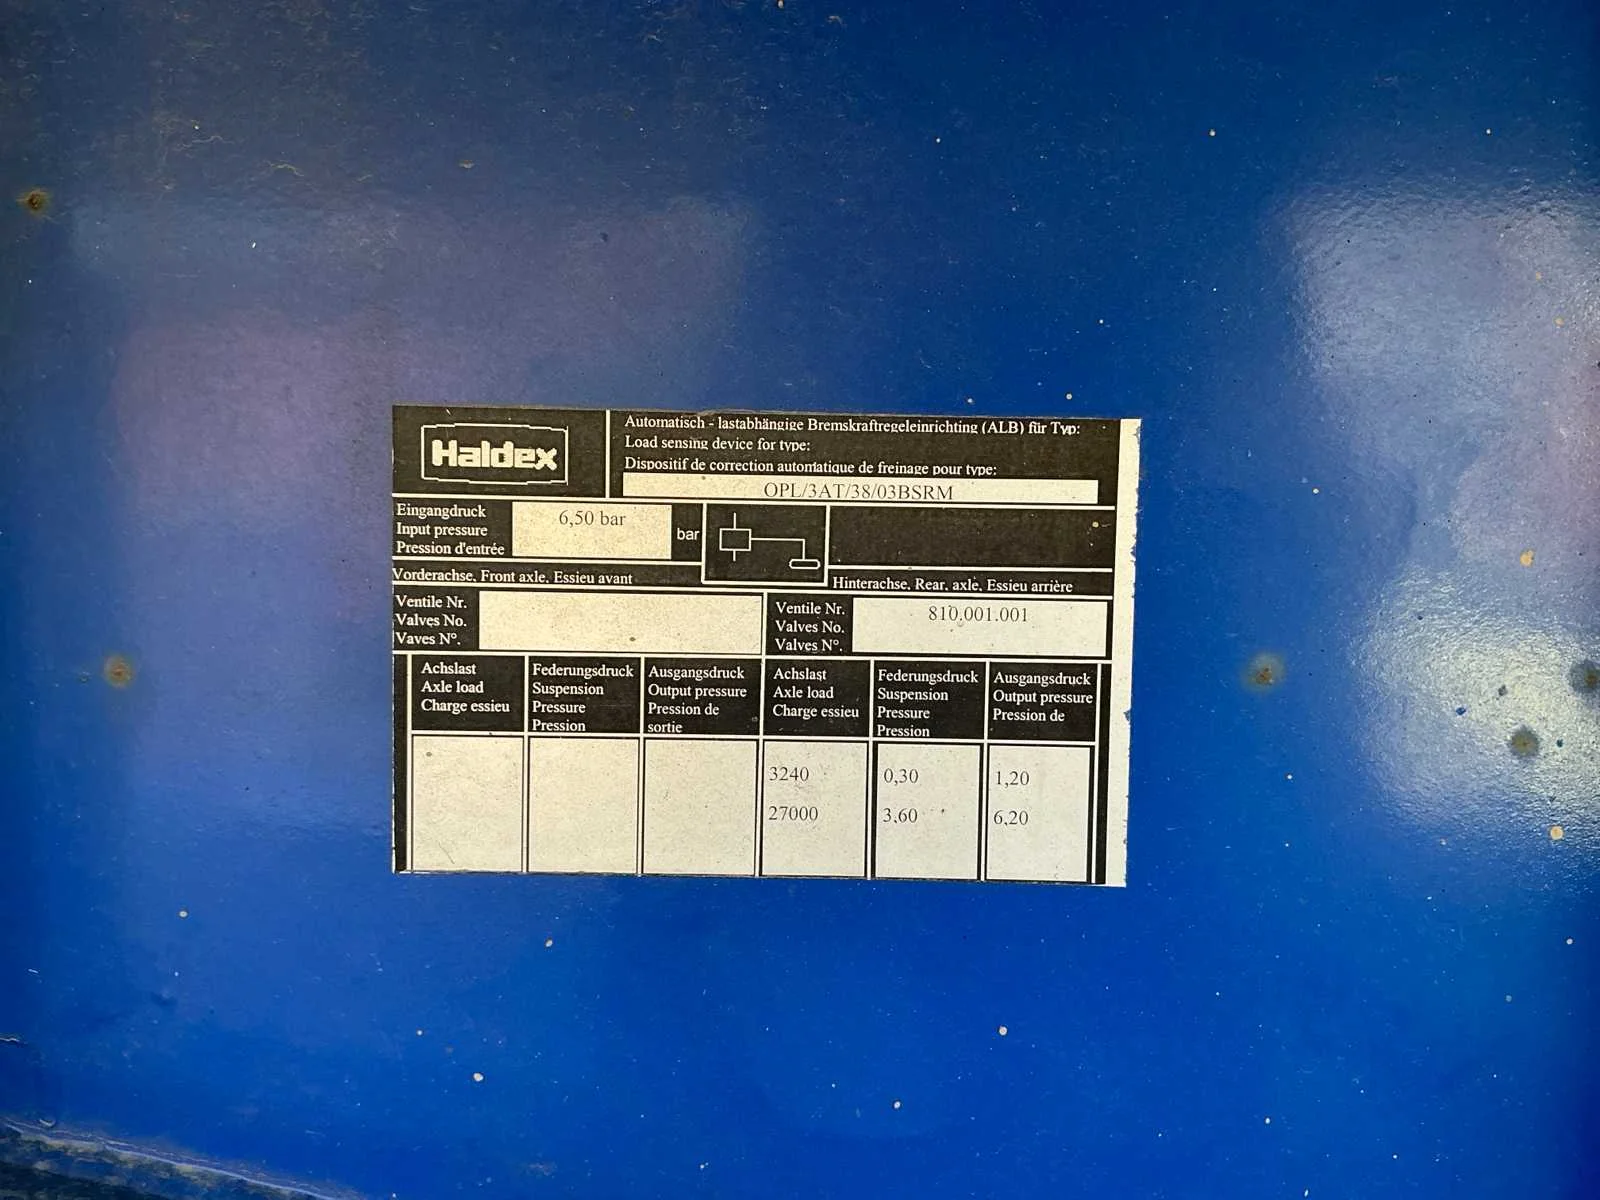 Haldex
Automatisch - lastabhängige Bremskraftregeleinrichting (ALB) für Typ:
Load sensing device for type:
Dispositif de correction automatique de freinage pour type:
OPL/3AT/38/03BSRM
Eingangdruck
Input pressure
Pression d'entrée
6,50 bar
bar
Vorderachse, Front axle, Essieu avant
Hinterachse, Rear, axle, Essieu arrière
Ventile Nr.
Valves No.
Vaves N°.
Ventile Nr.
Valves No.
Valves N°.
810.001.001
Achslast
Axle load
Charge essieu
Federungsdruck
Suspension
Pressure
Pression
Ausgangsdruck
Output pressure
Pression de
sortie
Achslast
Axle load
Charge essieu
Federungsdruck
Suspension
Pressure
Pression
Ausgangsdruck
Output pressure
Pression de
3240 0,30 1,20
27000 3,60 6,20